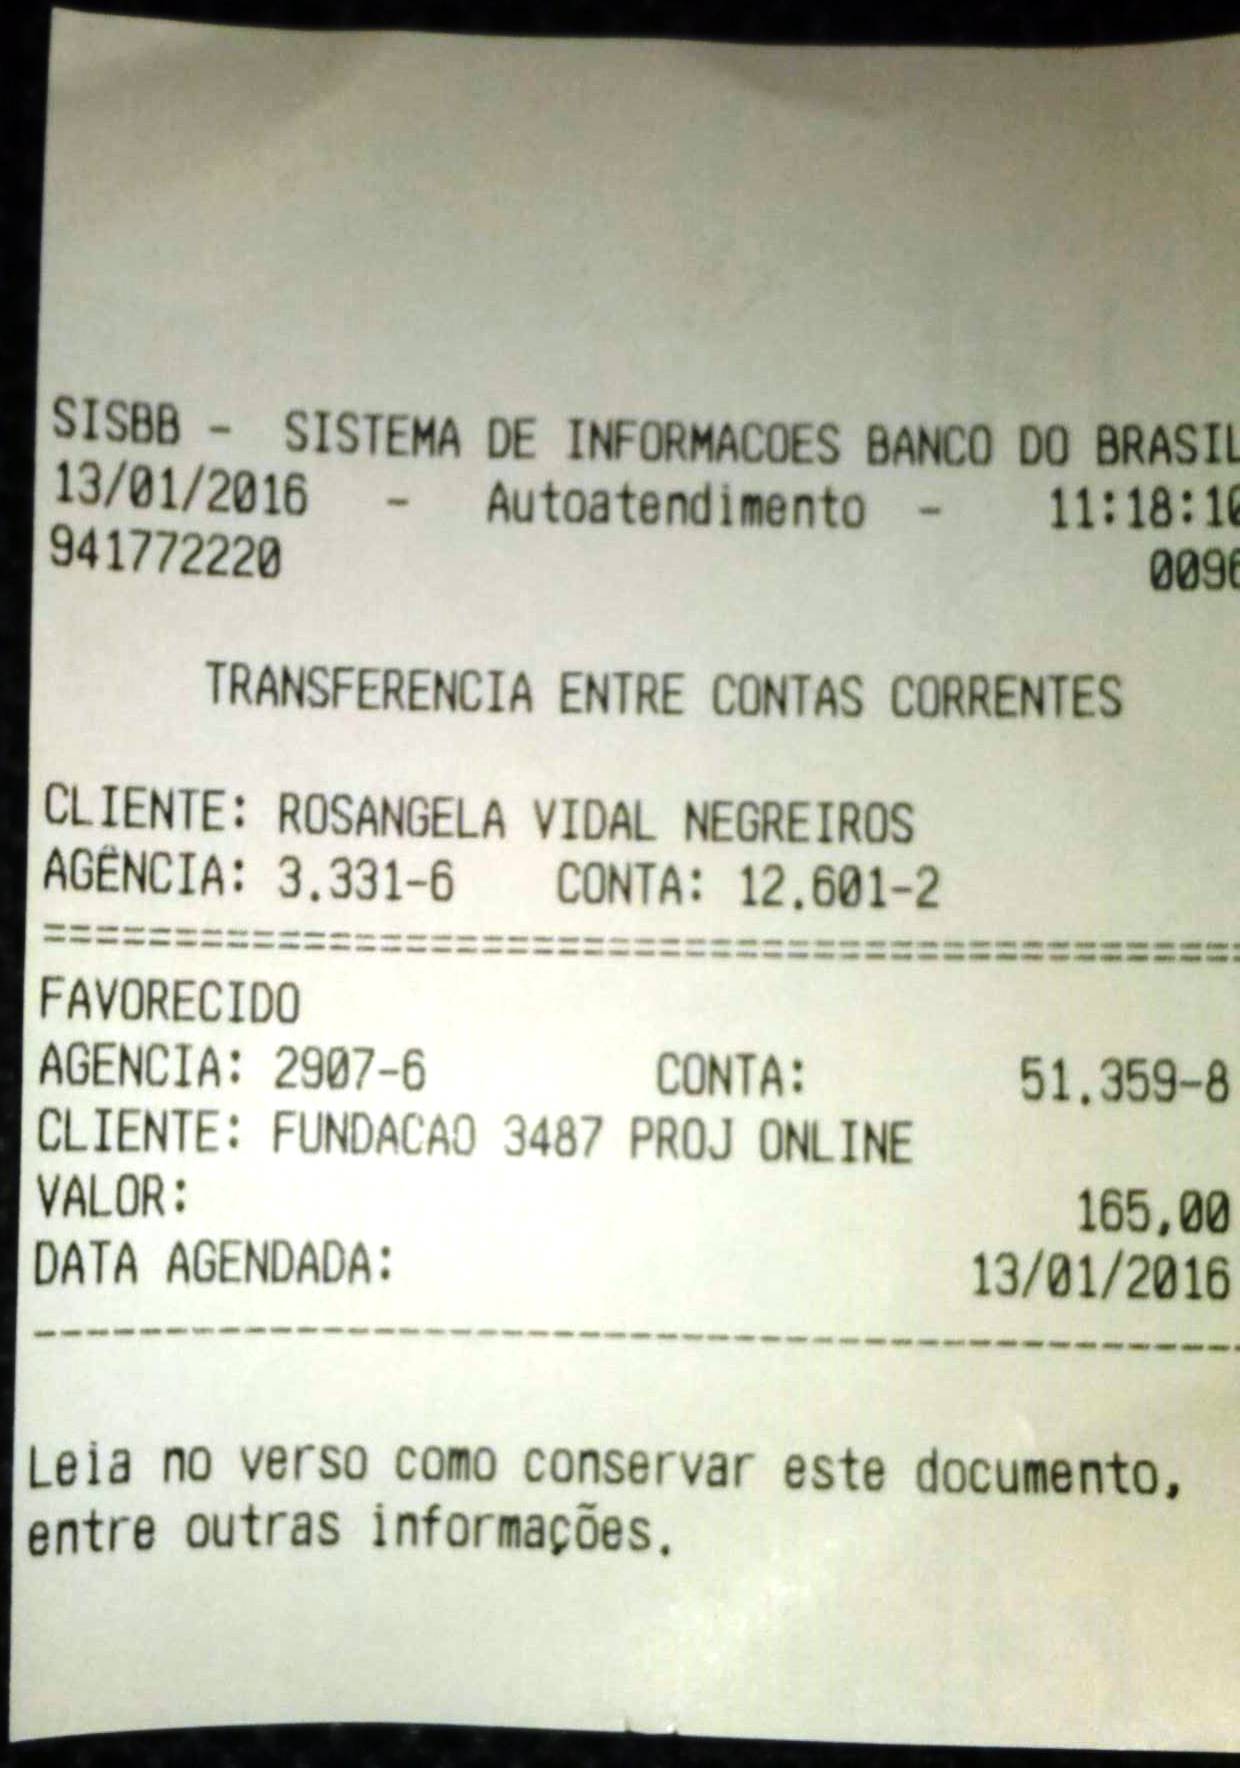 SISBB - SISTEMA DE INFORMACOES BANCO DO BRASIL
13/01/2016 - Autoatendimento - 11:18:10
941772220 0096
TRANSFERENCIA ENTRE CONTAS CORRENTES
CLIENTE: ROSANGELA VIDAL NEGREIROS
AGÊNCIA: 3.331-6 CONTA: 12.601-2
================================================
FAVORECIDO
AGENCIA: 2907-6 CONTA: 51.359-8
CLIENTE: FUNDACAO 3487 PROJ ONLINE
VALOR: 165,00
DATA AGENDADA: 13/01/2016
------------------------------------------------
Leia no verso como conservar este documento,
entre outras informações.